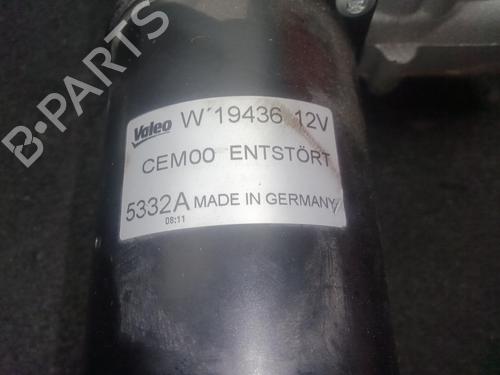 Valeo W'19436 12V
CEM00 ENTSTÖRT
5332A MADE IN GERMANY
08:11
B-PARTS